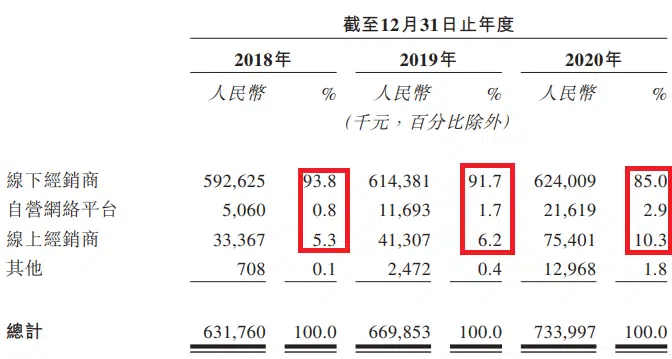 截至12月31日止年度
2018年 2019年 2020年
人民幣 % 人民幣 % 人民幣 %
(千元，百分比除外)
線下經銷商 592,625 93.8 614,381 91.7 624,009 85.0
自營網絡平台 5,060 0.8 11,693 1.7 21,619 2.9
線上經銷商 33,367 5.3 41,307 6.2 75,401 10.3
其他 708 0.1 2,472 0.4 12,968 1.8
總計 631,760 100.0 669,853 100.0 733,997 100.0